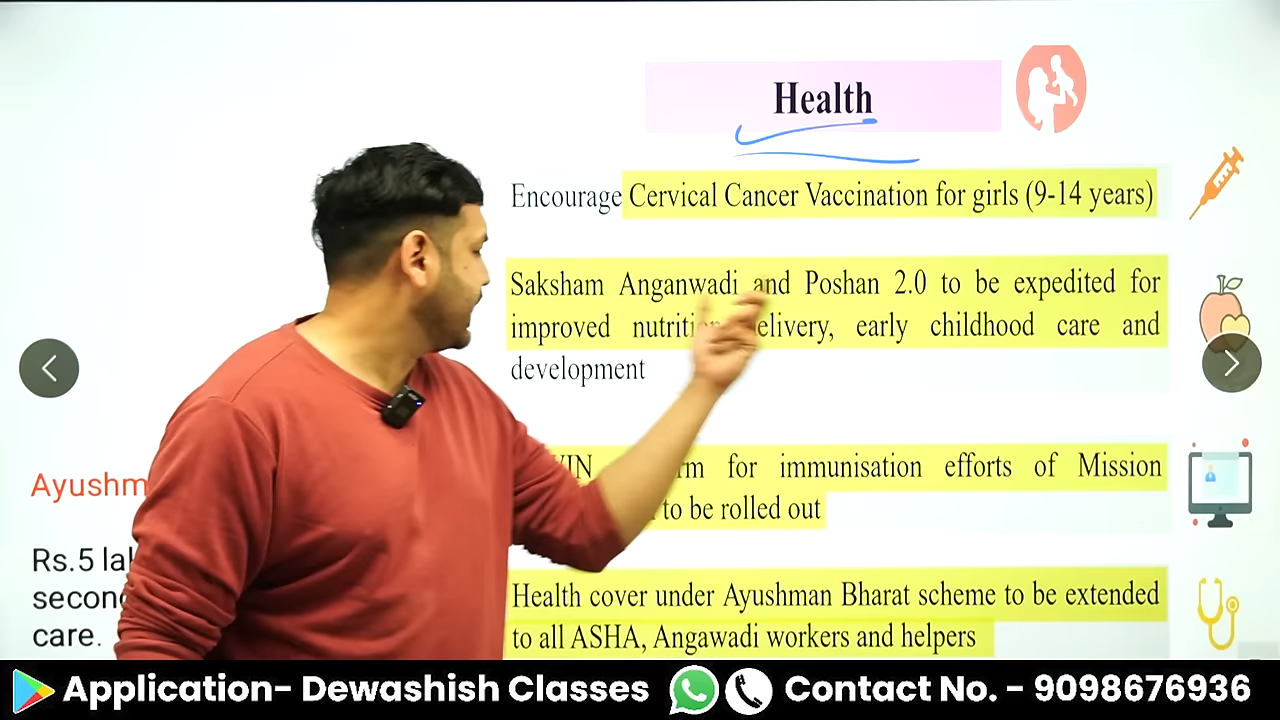 Health
Encourage Cervical Cancer Vaccination for girls (9-14 years)
Saksham Anganwadi and Poshan 2.0 to be expedited for
improved delivery, early childhood care and
development
for immunisation efforts of Mission
to be rolled out
Health cover under Ayushman Bharat scheme to be extended
to all ASHA, Angawadi workers and helpers
Rs.5
care.
Application- Dewashish Classes
Contact No. - 9098676936